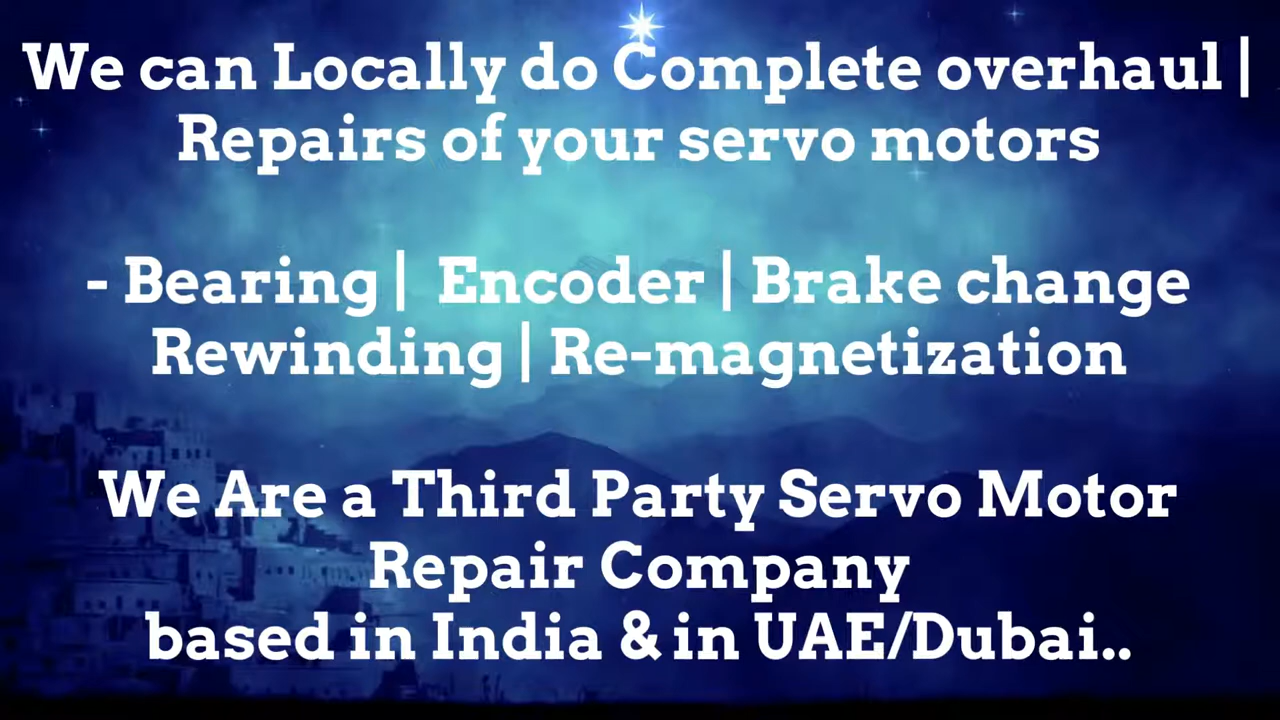 We can Locally do Complete overhaul |
Repairs of your servo motors
- Bearing | Encoder | Brake change
Rewinding | Re-magnetization
We Are a Third Party Servo Motor
Repair Company
based in India & in UAE/Dubai..